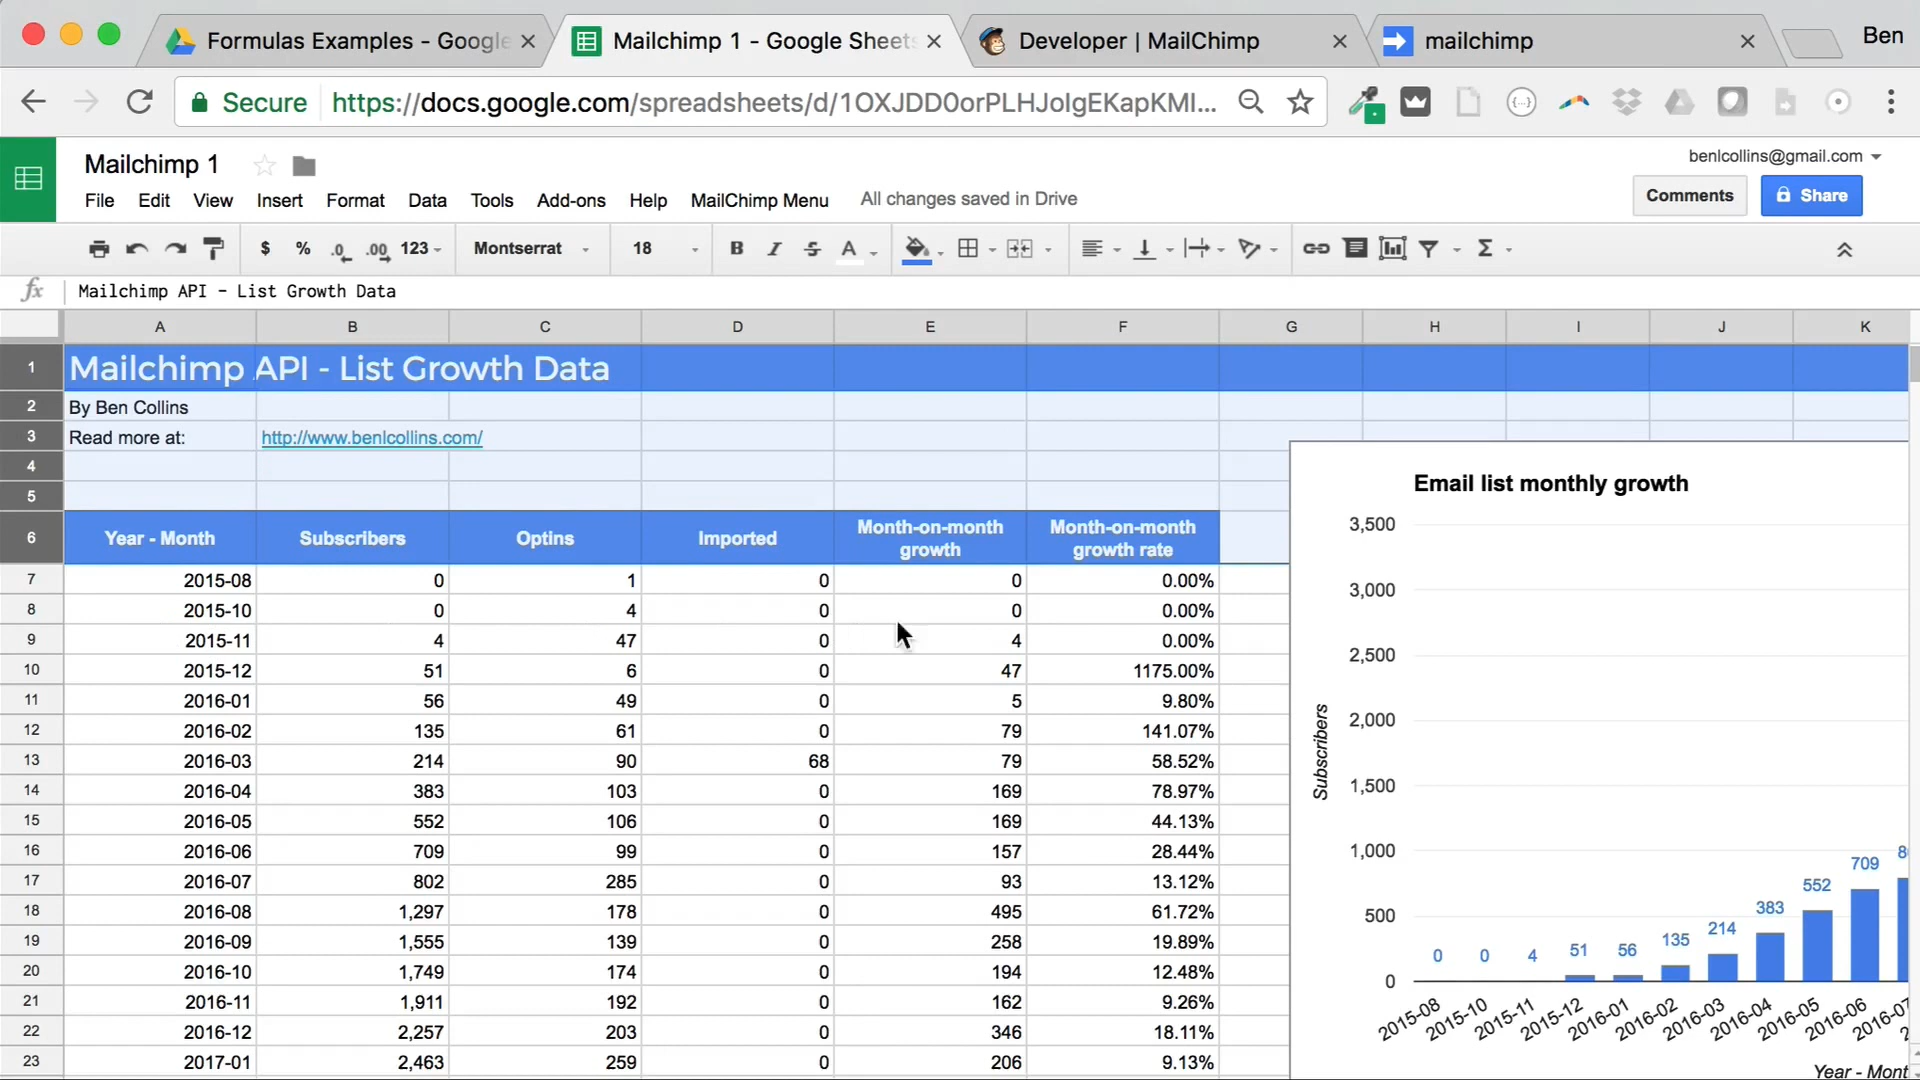 Formulas Examples - Google
Mailchimp 1 - Google Sheets
Developer | MailChimp
mailchimp
Ben
Secure
https://docs.google.com/spreadsheets/d/1OXJDD0orPLHJoIgEKapKMI...
Mailchimp 1
benlcollins@gmail.com
File Edit View Insert Format Data Tools Add-ons Help MailChimp Menu All changes saved in Drive
Comments
Share
$ % .0 .00 123 Montserrat 18 B I S A Σ
fx Mailchimp API - List Growth Data
A B C D E F G H I J K
1 Mailchimp API - List Growth Data
2 By Ben Collins
3 Read more at: http://www.benlcollins.com/
4
5
6 Year - Month Subscribers Optins Imported Month-on-month growth Month-on-month growth rate
7 2015-08 0 1 0 0 0.00%
8 2015-10 0 4 0 0 0.00%
9 2015-11 4 47 0 4 0.00%
10 2015-12 51 6 0 47 1175.00%
11 2016-01 56 49 0 5 9.80%
12 2016-02 135 61 0 79 141.07%
13 2016-03 214 90 68 79 58.52%
14 2016-04 383 103 0 169 78.97%
15 2016-05 552 106 0 169 44.13%
16 2016-06 709 99 0 157 28.44%
17 2016-07 802 285 0 93 13.12%
18 2016-08 1,297 178 0 495 61.72%
19 2016-09 1,555 139 0 258 19.89%
20 2016-10 1,749 174 0 194 12.48%
21 2016-11 1,911 192 0 162 9.26%
22 2016-12 2,257 203 0 346 18.11%
23 2017-01 2,463 259 0 206 9.13%
Email list monthly growth
Subscribers
3,500
3,000
2,500
2,000
1,500
1,000
500
0
0 0 4 51 56 135 214 383 552 709 8
2015-08 2015-10 2015-11 2015-12 2016-01 2016-02 2016-03 2016-04 2016-05 2016-06 2016-07
Year - Mont